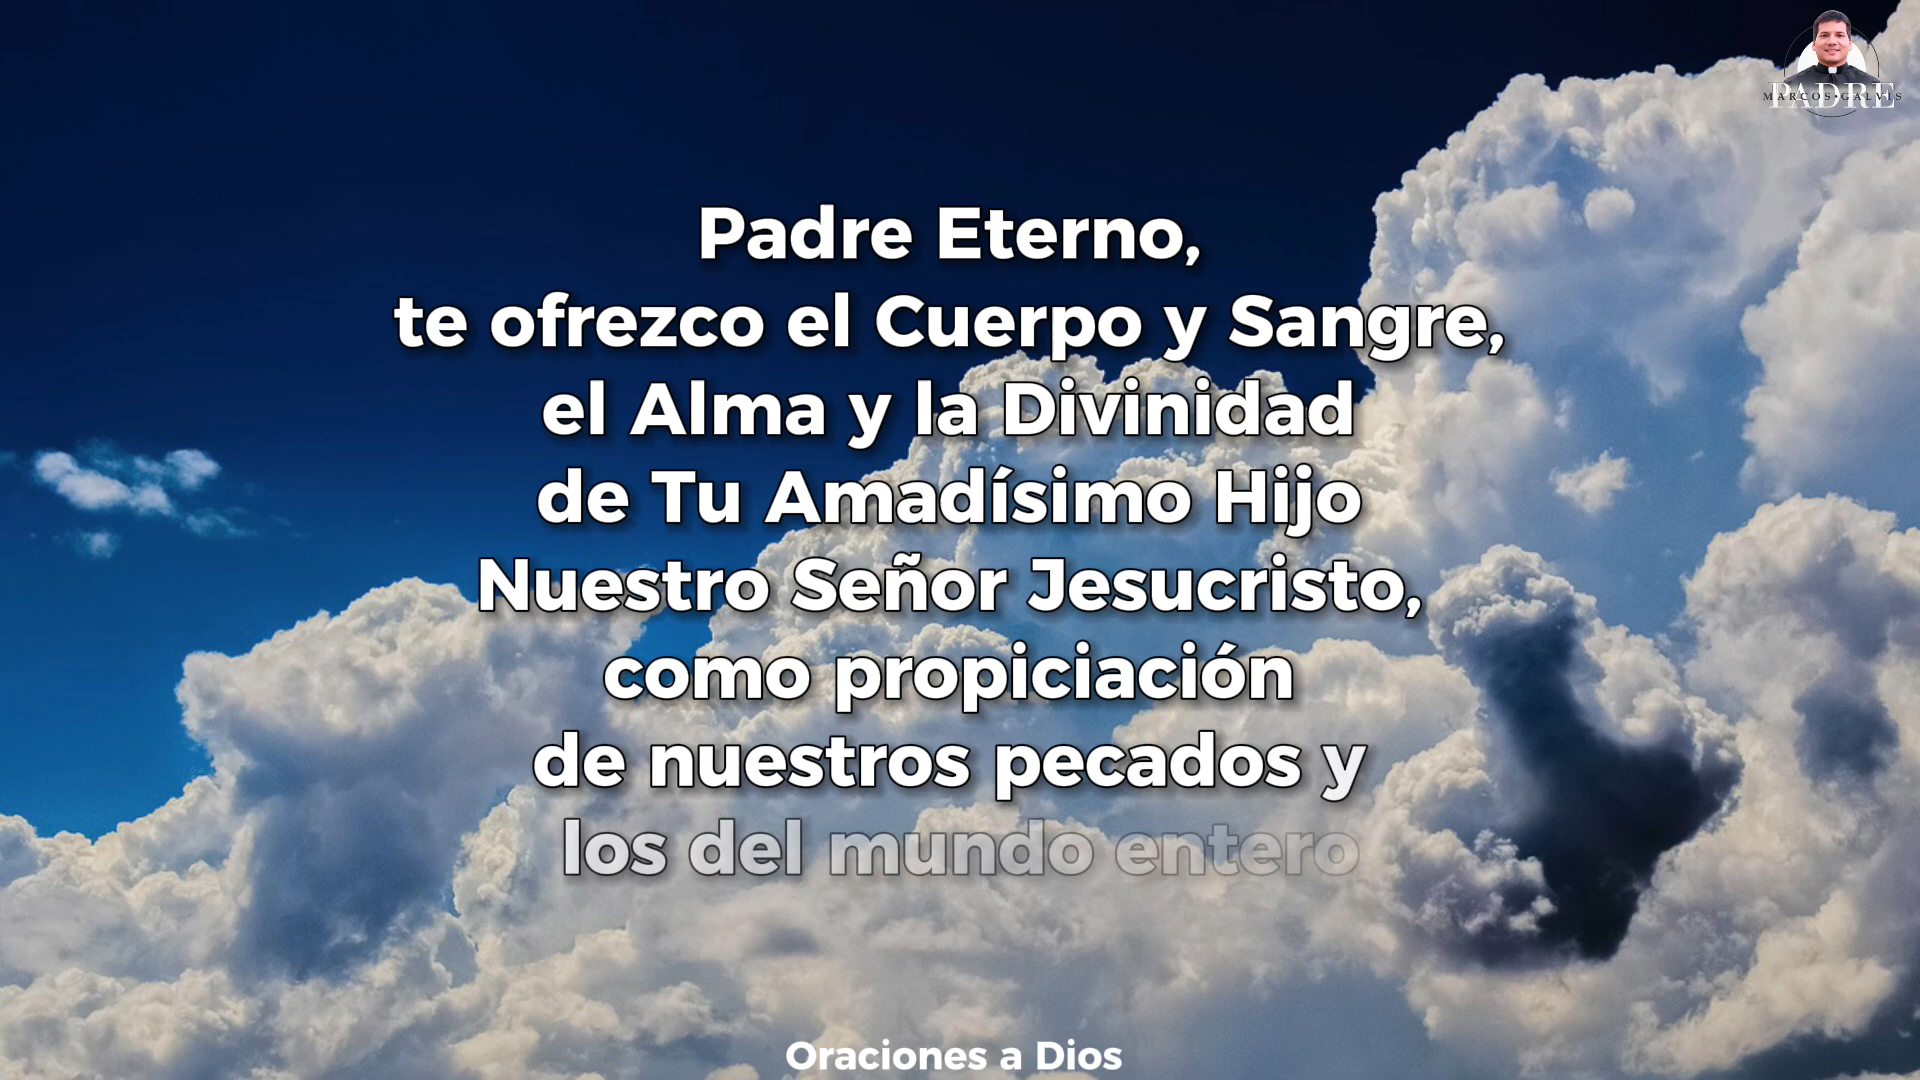 MARCOS•GALVIS
PADRE
Padre Eterno,
te ofrezco el Cuerpo y Sangre,
el Alma y la Divinidad
de Tu Amadísimo Hijo
Nuestro Señor Jesucristo,
como propiciación
de nuestros pecados y
los del mundo entero
Oraciones a Dios